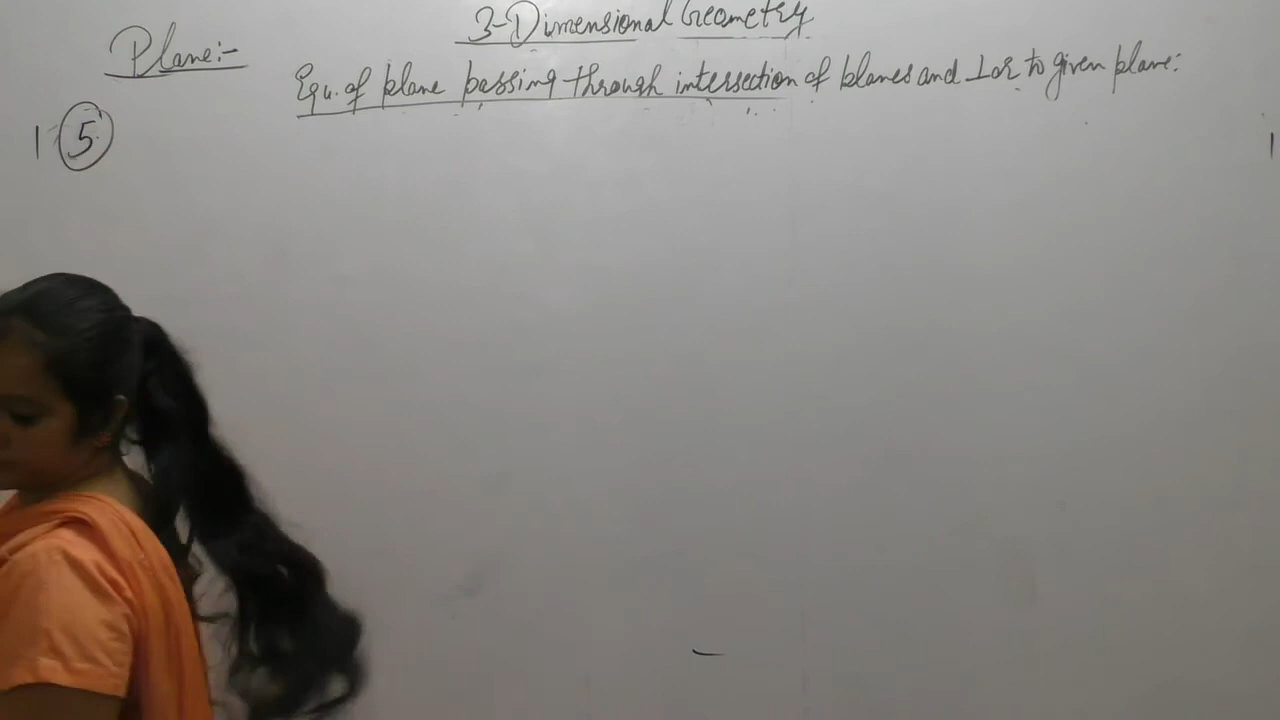 3-Dimensional Geometry
Plane:-
Equ. of plane passing through intersection of planes and ⊥ar to given plane:
5